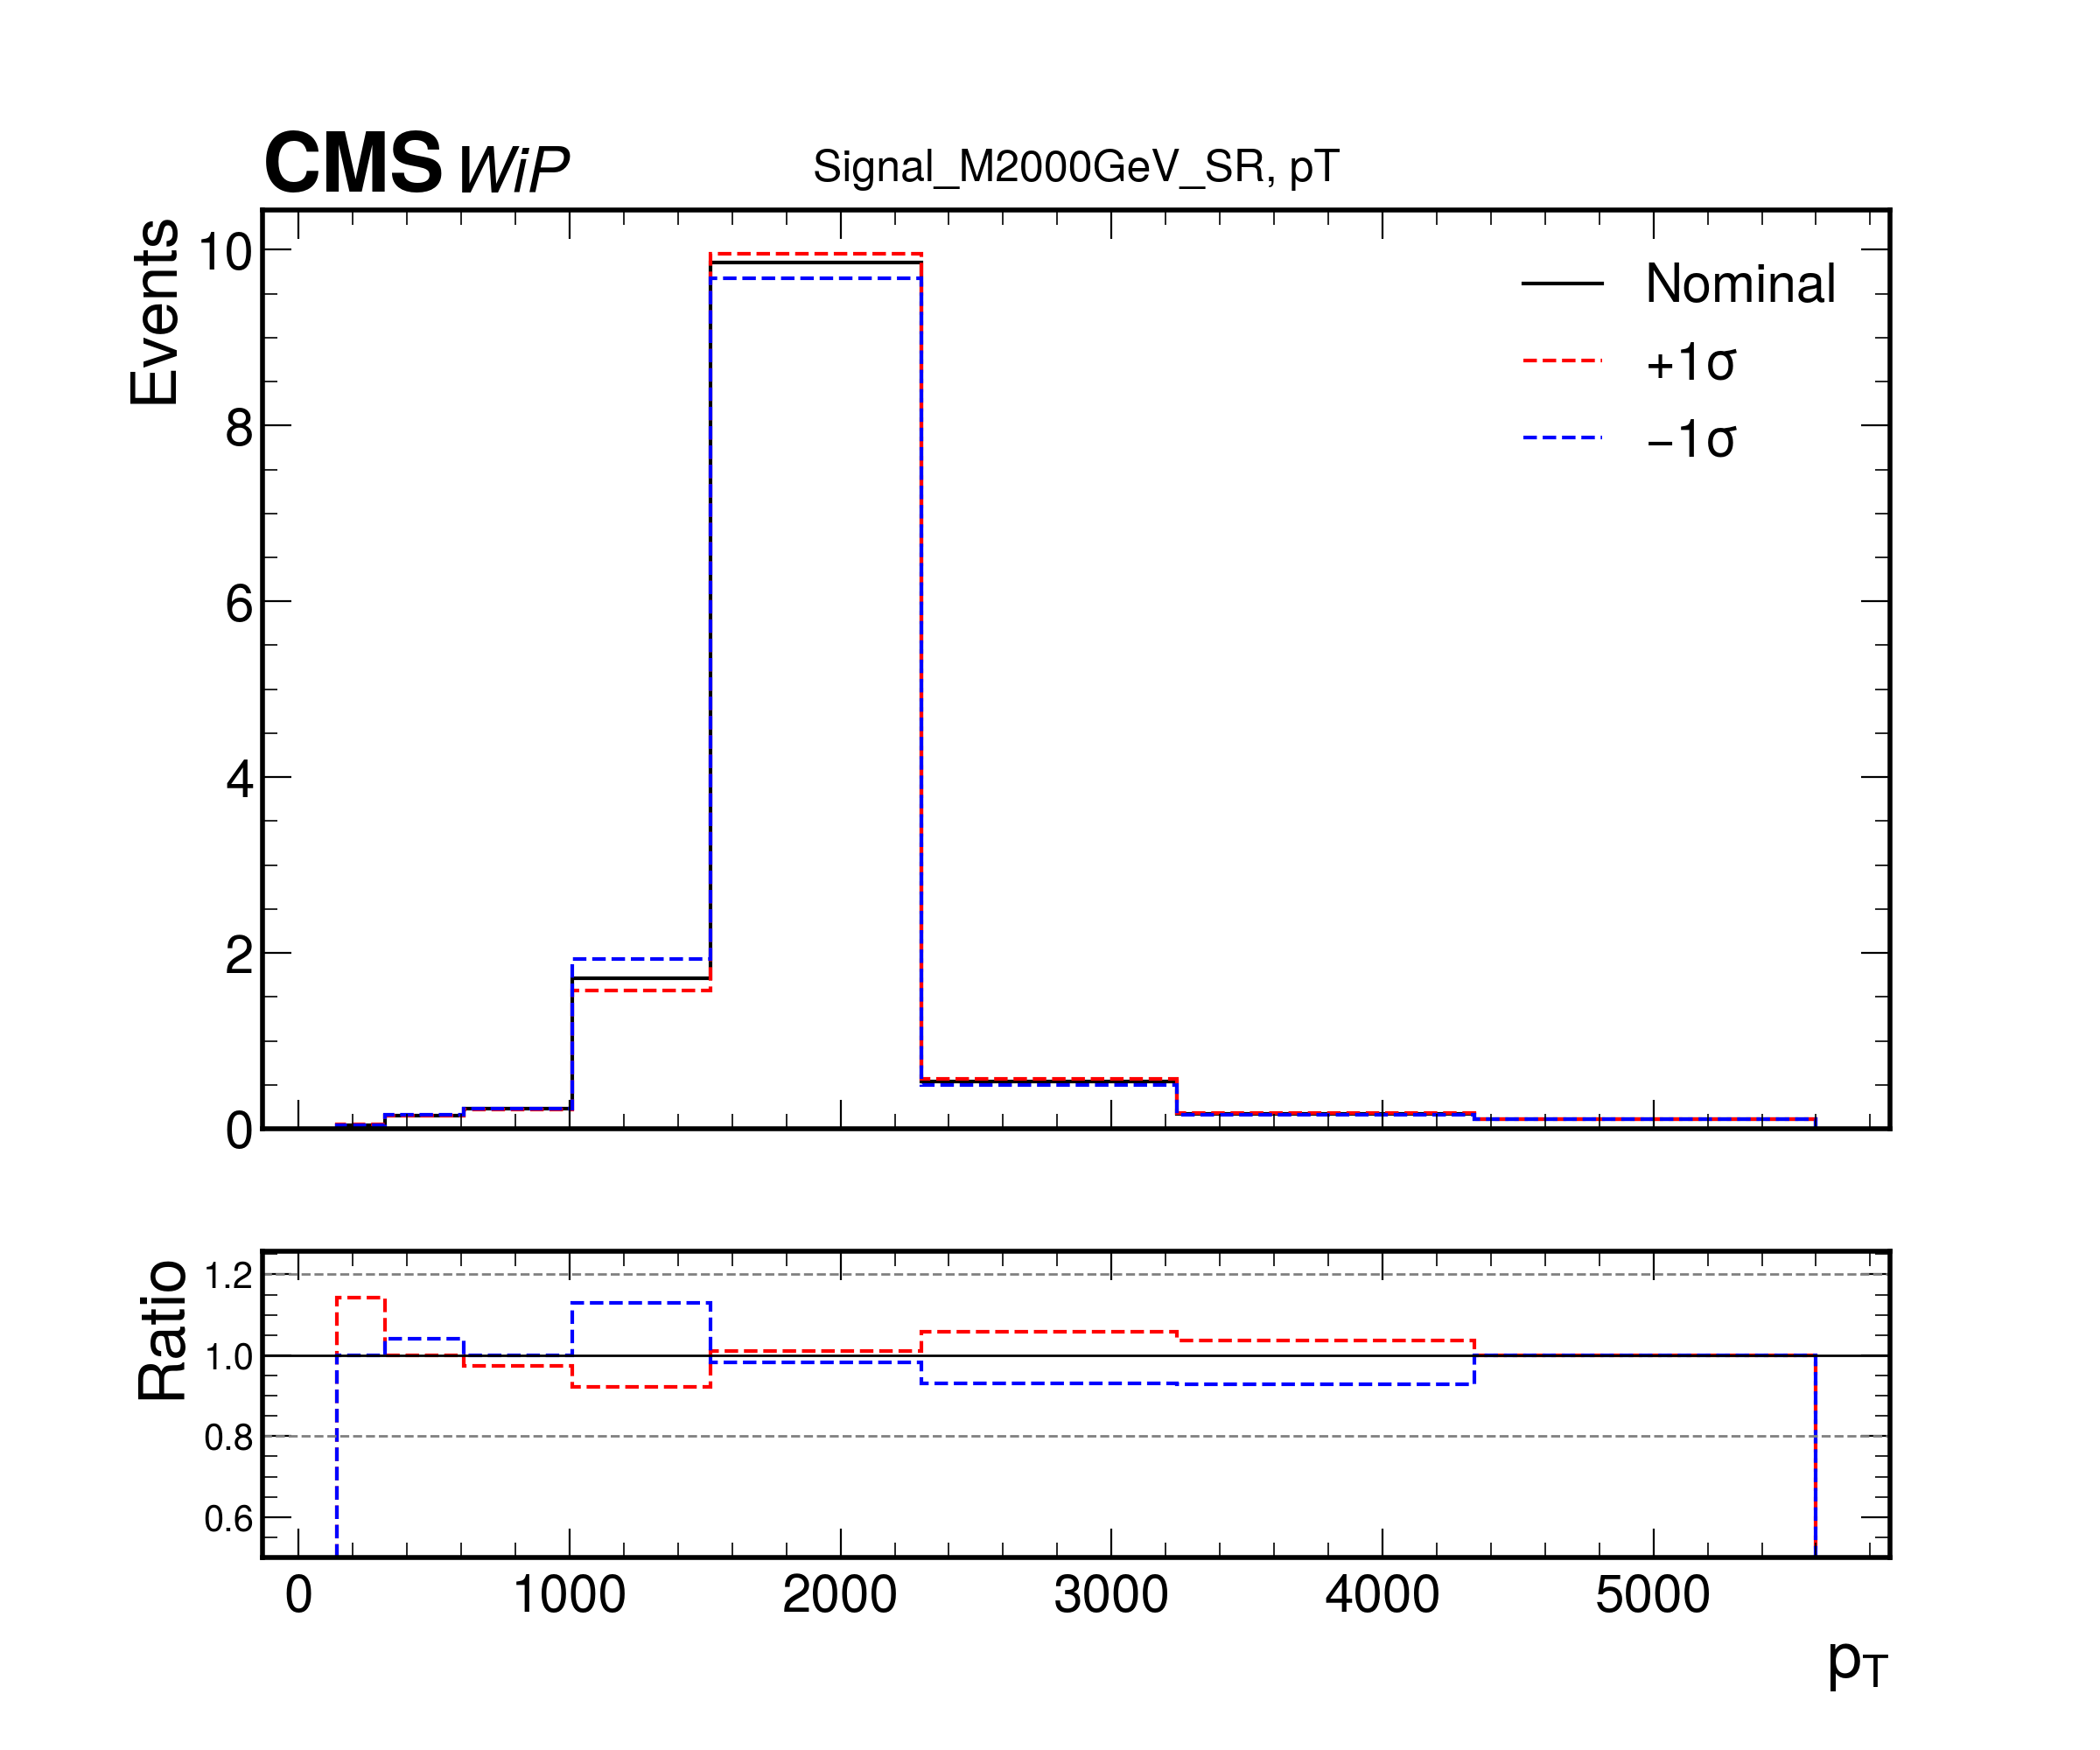 CMS WiP
Signal_M2000GeV_SR, pT
Events
10
8
6
4
2
0
Nominal
+1σ
−1σ
Ratio
1.2
1.0
0.8
0.6
0 1000 2000 3000 4000 5000
pT